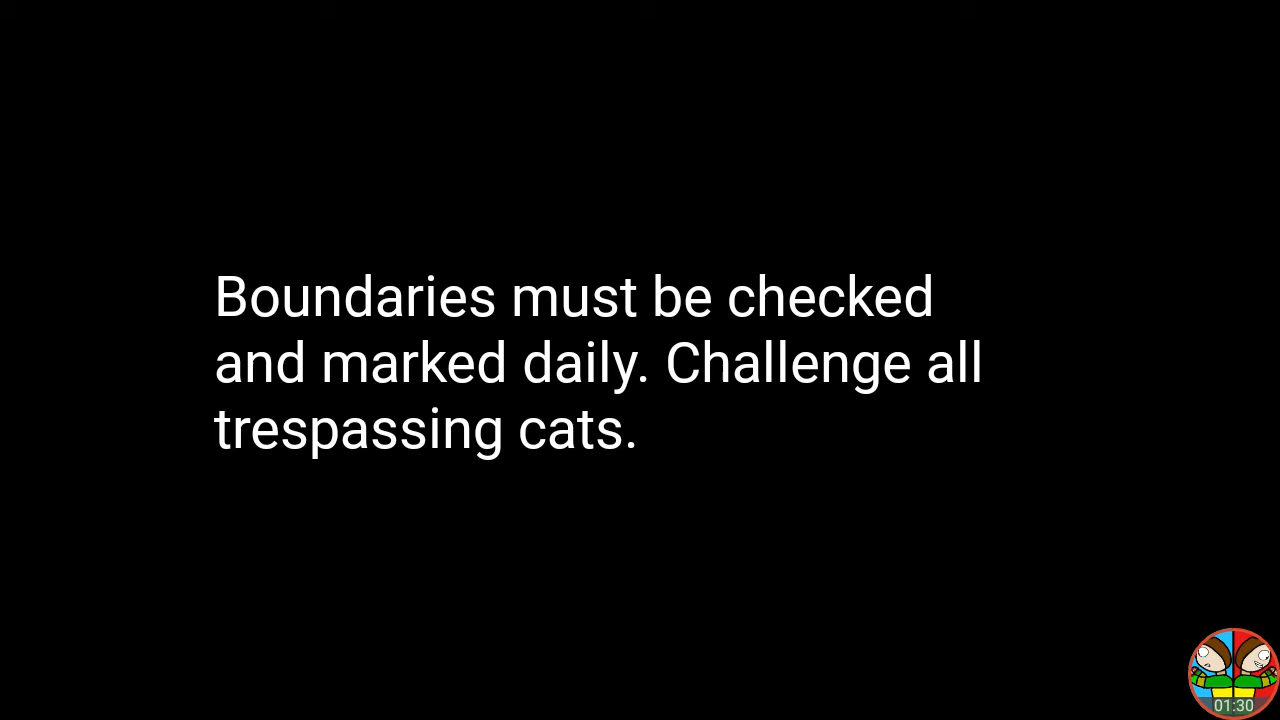 Boundaries must be checked
and marked daily. Challenge all
trespassing cats.
01:30